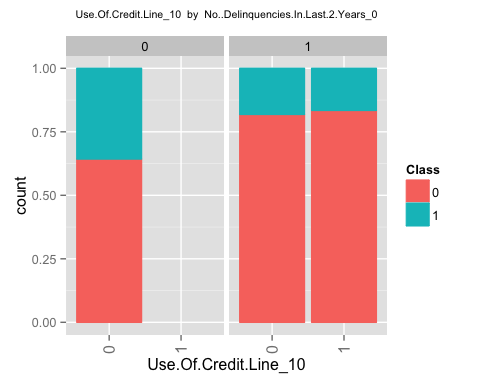 Use.Of.Credit.Line_10 by No..Delinquencies.In.Last.2.Years_0
0 1
1.00
0.75
0.50
0.25
0.00
count
0 1 0 1
Use.Of.Credit.Line_10
Class
0
1